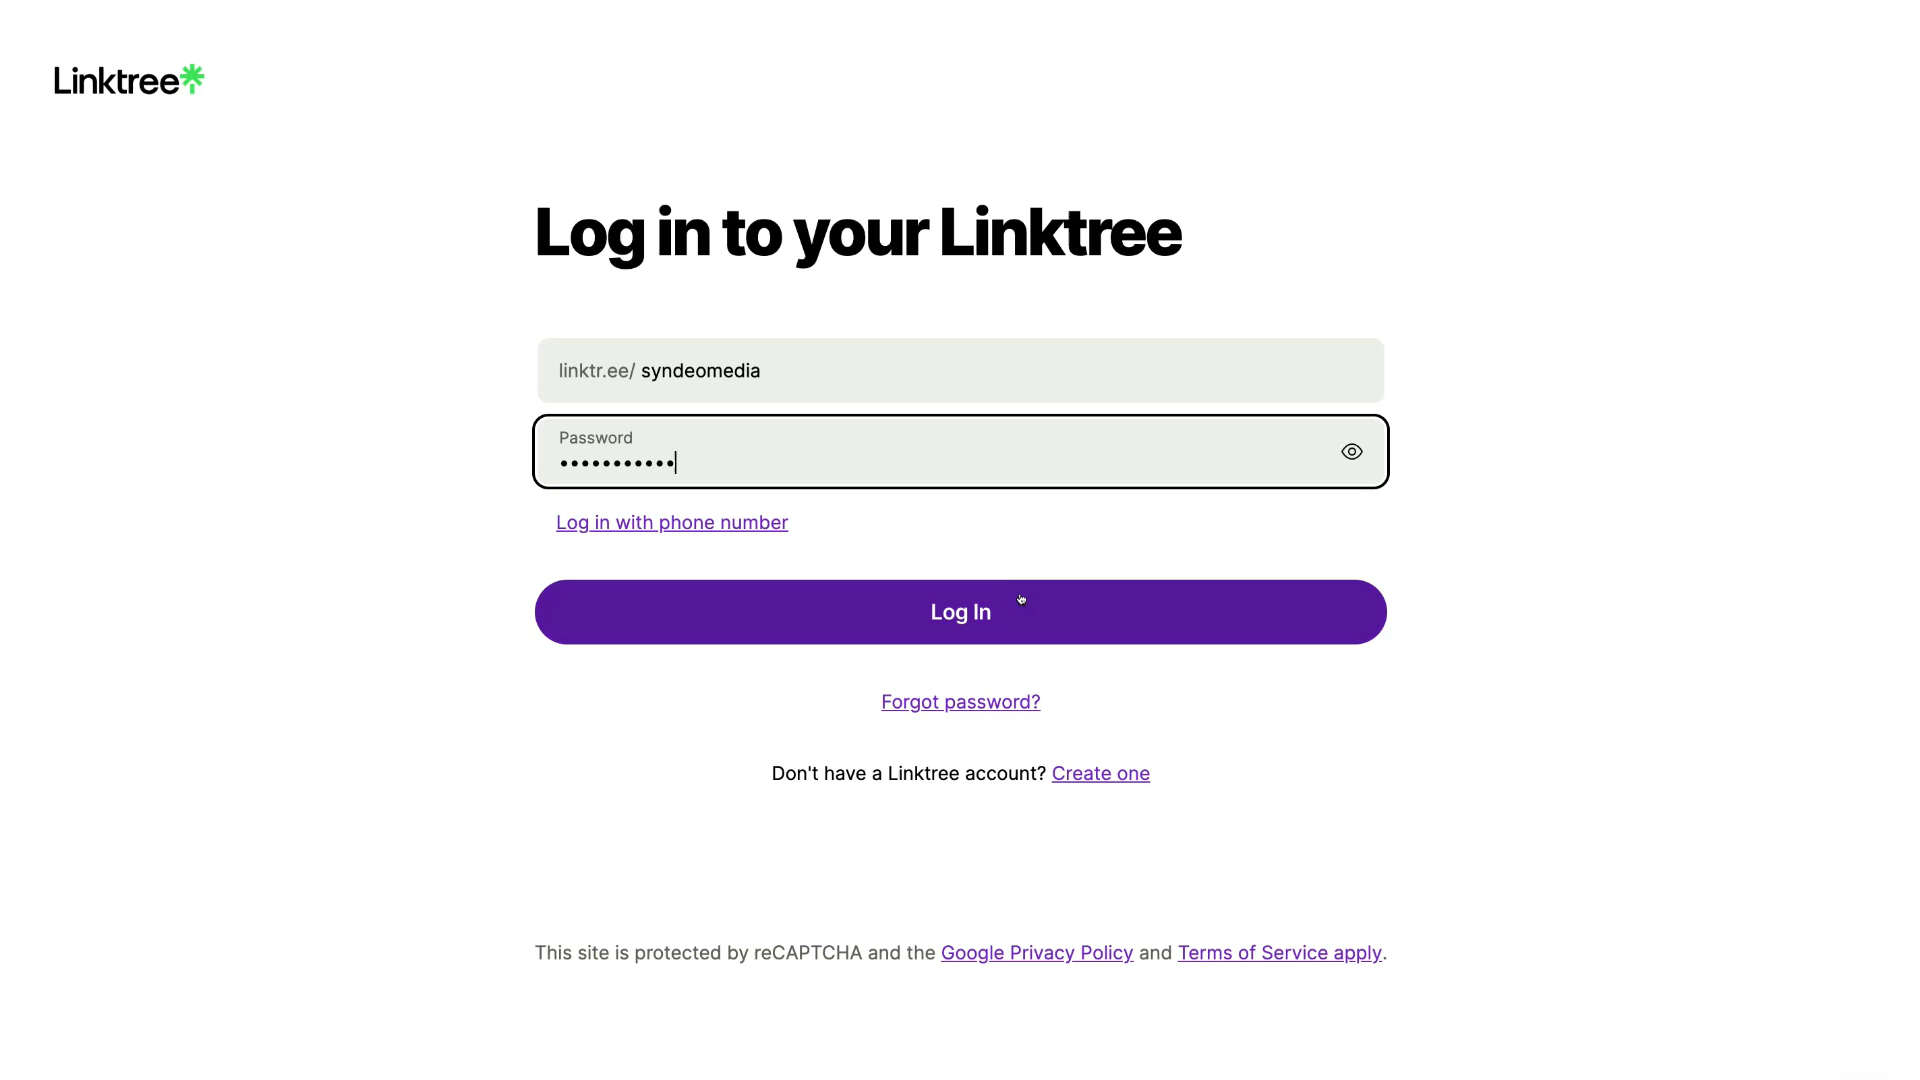 Linktree
Log in to your Linktree
linktr.ee/ syndeomedia
Password
•••••••••••
Log in with phone number
Log In
Forgot password?
Don't have a Linktree account? Create one
This site is protected by reCAPTCHA and the Google Privacy Policy and Terms of Service apply.